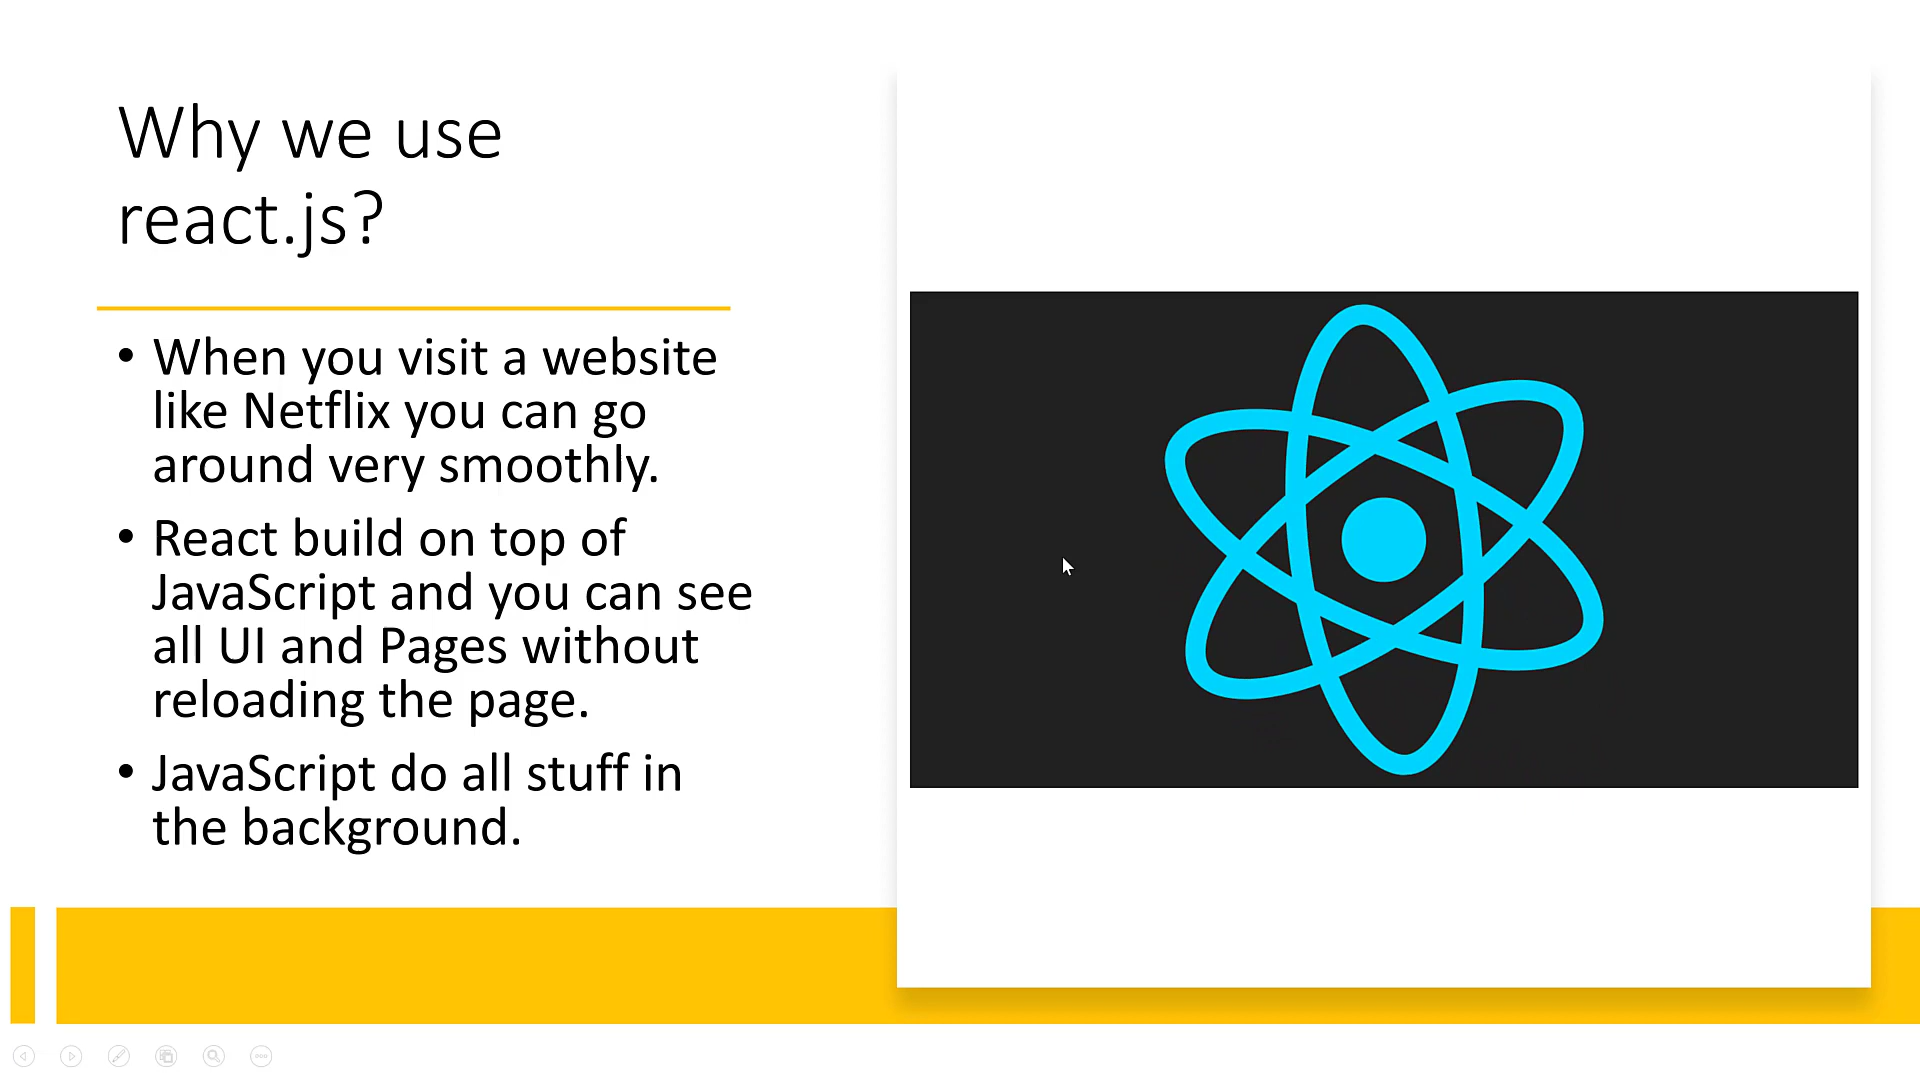 Why we use
react.js?
• When you visit a website
like Netflix you can go
around very smoothly.
• React build on top of
JavaScript and you can see
all UI and Pages without
reloading the page.
• JavaScript do all stuff in
the background.